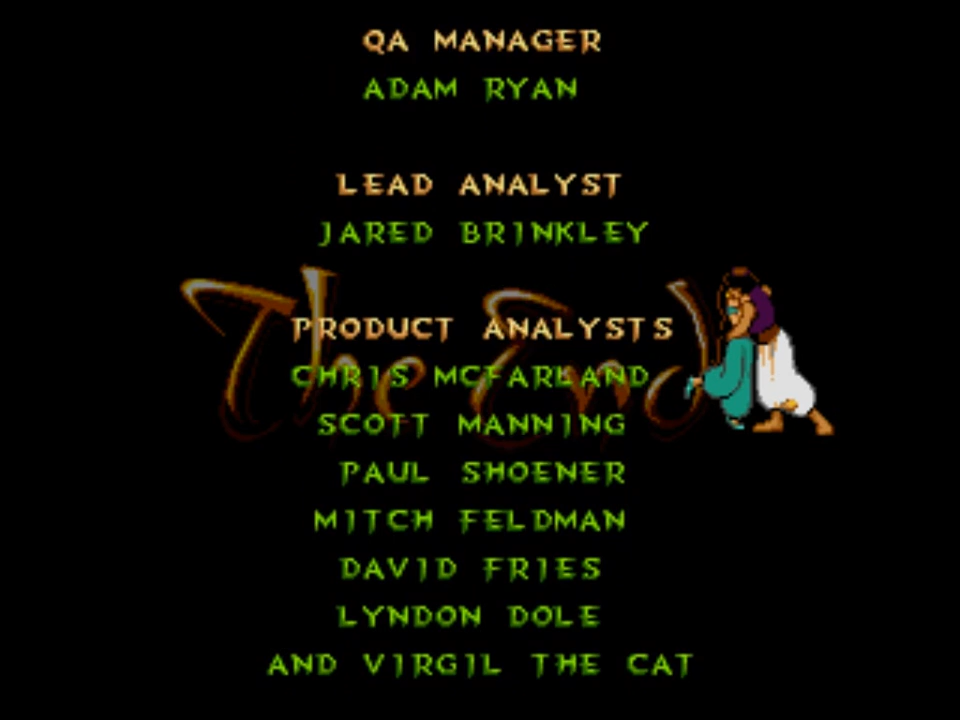 QA MANAGER
ADAM RYAN
LEAD ANALYST
JARED BRINKLEY
The End
PRODUCT ANALYSTS
CHRIS MCFARLAND
SCOTT MANNING
PAUL SHOENER
MITCH FELDMAN
DAVID FRIES
LYNDON DOLE
AND VIRGIL THE CAT